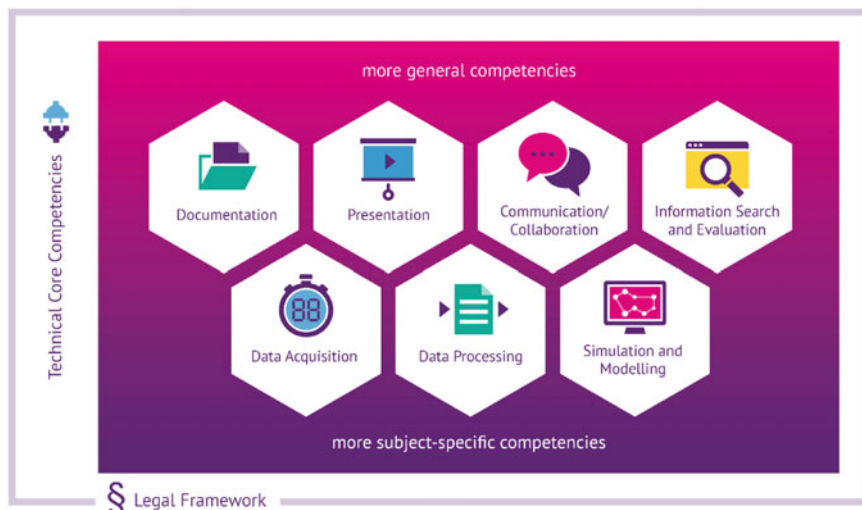 more general competencies
Technical Core Competencies
Documentation
Presentation
Communication/
Collaboration
Information Search
and Evaluation
88
Data Acquisition
Data Processing
Simulation and
Modelling
more subject-specific competencies
§ Legal Framework